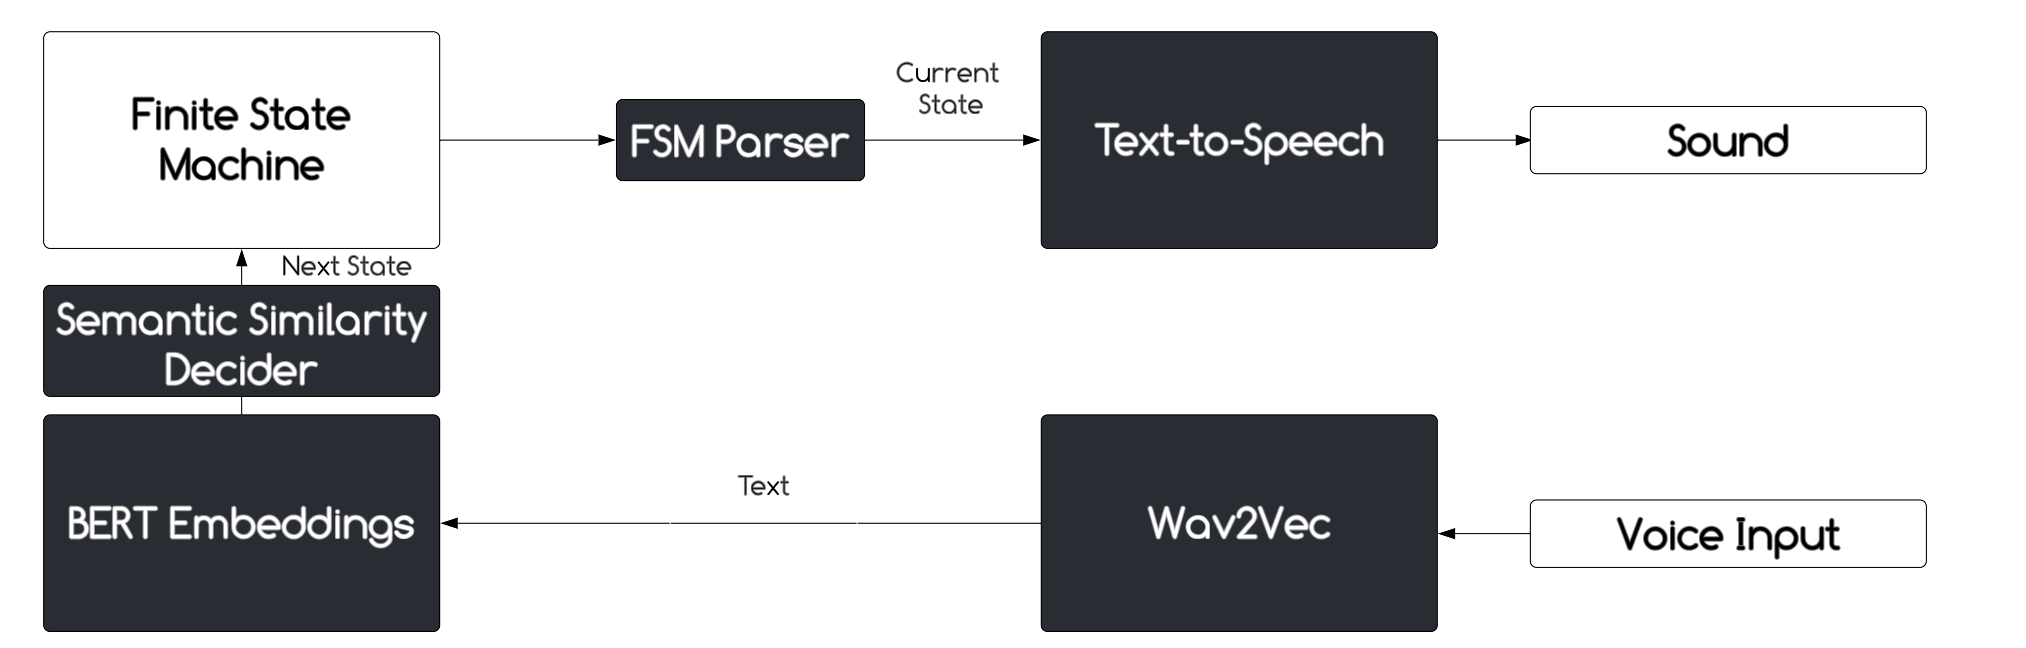 Finite State
Machine
FSM Parser
Current
State
Text-to-Speech
Sound
Next State
Semantic Similarity
Decider
BERT Embeddings
Text
Wav2Vec
Voice Input